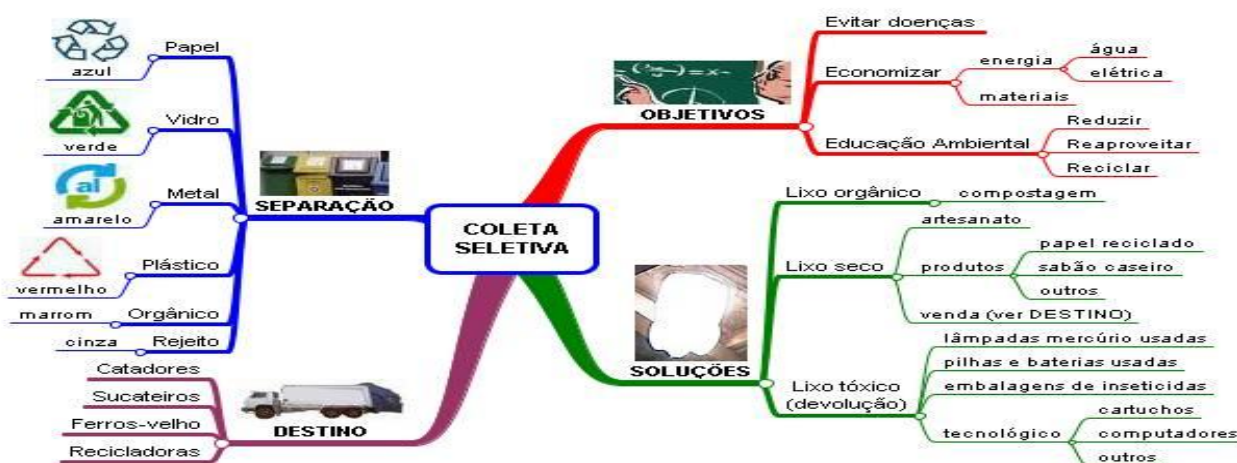 COLETA
SELETIVA
OBJETIVOS
Evitar doenças
Economizar
energia
água
elétrica
materiais
Educação Ambiental
Reduzir
Reaproveitar
Reciclar
SOLUÇÕES
Lixo orgânico
compostagem
Lixo seco
artesanato
produtos
papel reciclado
sabão caseiro
outros
venda (ver DESTINO)
Lixo tóxico
(devolução)
lâmpadas mercúrio usadas
pilhas e baterias usadas
embalagens de inseticidas
tecnológico
cartuchos
computadores
outros
SEPARAÇÃO
Papel
azul
Vidro
verde
Metal
al
amarelo
Plástico
vermelho
Orgânico
marrom
Rejeito
cinza
DESTINO
Catadores
Sucateiros
Ferros-velho
Recicladoras